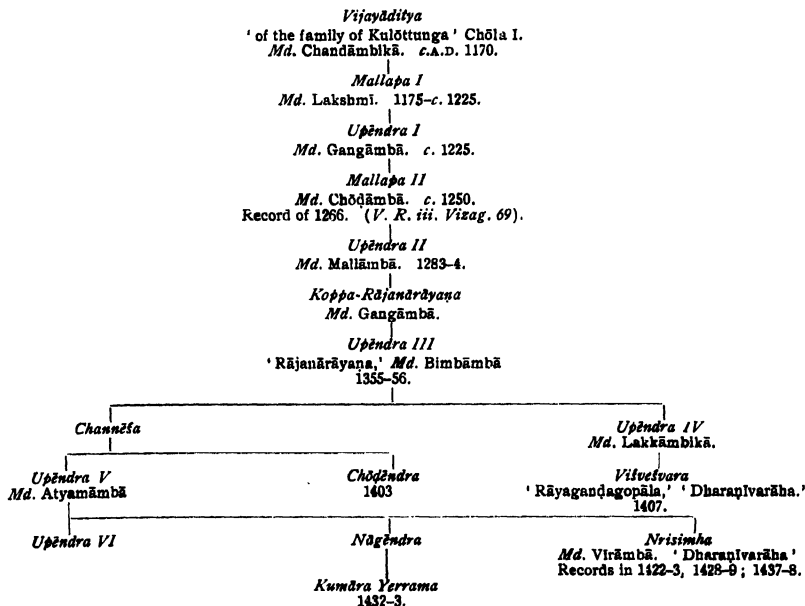 Vijayāditya
' of the family of Kulōttunga ' Chōla I.
Md. Chandāmbikā. c.A.D. 1170.
Mallapa I
Md. Lakshmī. 1175–c. 1225.
Upēndra I
Md. Gangāmbā. c. 1225.
Mallapa II
Md. Chōḍāmbā. c. 1250.
Record of 1266. (V. R. iii. Vizag. 69).
Upēndra II
Md. Mallāmbā. 1283–4.
Koppa-Rājanārāyaṇa
Md. Gangāmbā.
Upēndra III
' Rājanārāyaṇa,' Md. Bimbāmbā
1355–56.
Channēśa
Upēndra IV
Md. Lakkāmbikā.
Upēndra V
Md. Atyamāmbā
Chōḍēndra
1403
Viśveśvara
' Rāyagaṇḍagopāla,' ' Dharaṇīvarāha.'
1407.
Upēndra VI
Nāgēndra
Nrisimha
Md. Vīrāmbā. ' Dharaṇīvarāha '
Records in 1422–3, 1428–9 ; 1437–8.
Kumāra Yerrama
1432–3.